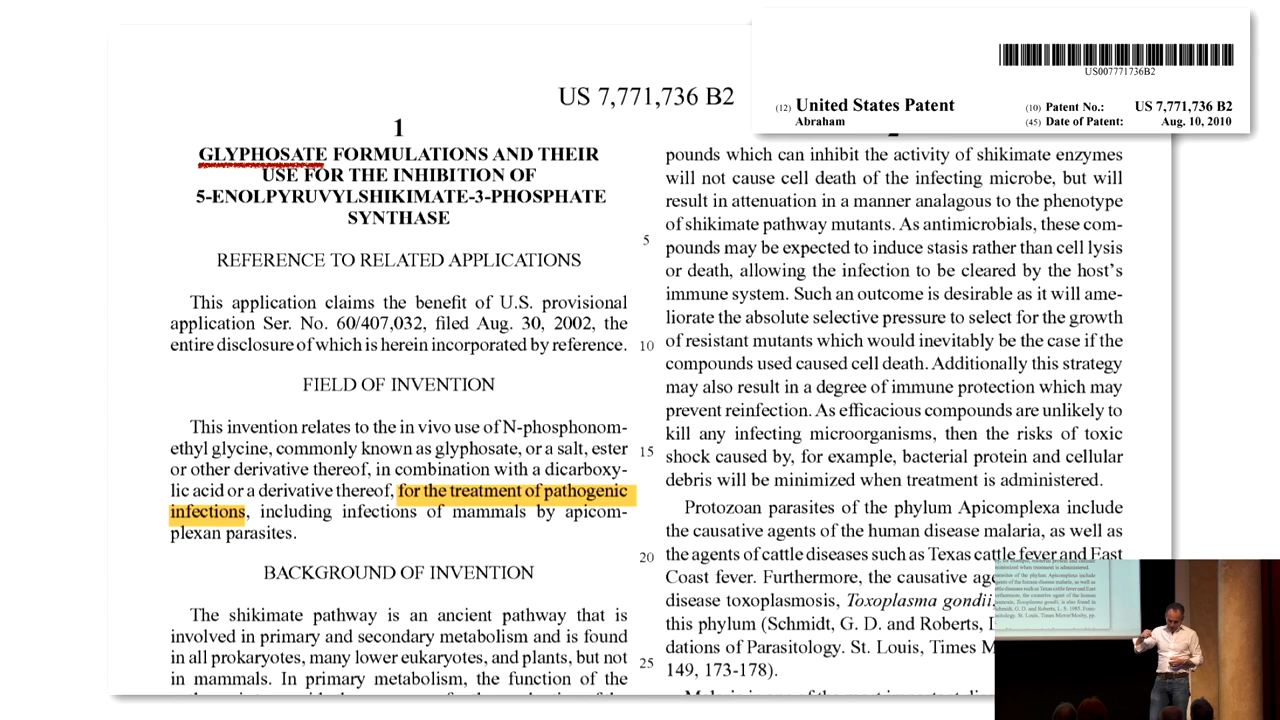 US007771736B2
(12) United States Patent
Abraham
(10) Patent No.: US 7,771,736 B2
(45) Date of Patent: Aug. 10, 2010
US 7,771,736 B2
1
GLYPHOSATE FORMULATIONS AND THEIR
USE FOR THE INHIBITION OF
5-ENOLPYRUVYLSHIKIMATE-3-PHOSPHATE
SYNTHASE
REFERENCE TO RELATED APPLICATIONS
This application claims the benefit of U.S. provisional
application Ser. No. 60/407,032, filed Aug. 30, 2002, the
entire disclosure of which is herein incorporated by reference.
FIELD OF INVENTION
This invention relates to the in vivo use of N-phosphonom-
ethyl glycine, commonly known as glyphosate, or a salt, ester
or other derivative thereof, in combination with a dicarboxy-
lic acid or a derivative thereof, for the treatment of pathogenic
infections, including infections of mammals by apicom-
plexan parasites.
BACKGROUND OF INVENTION
The shikimate pathway is an ancient pathway that is
involved in primary and secondary metabolism and is found
in all prokaryotes, many lower eukaryotes, and plants, but not
in mammals. In primary metabolism, the function of the
5
10
15
20
25
pounds which can inhibit the activity of shikimate enzymes
will not cause cell death of the infecting microbe, but will
result in attenuation in a manner analagous to the phenotype
of shikimate pathway mutants. As antimicrobials, these com-
pounds may be expected to induce stasis rather than cell lysis
or death, allowing the infection to be cleared by the host's
immune system. Such an outcome is desirable as it will ame-
liorate the absolute selective pressure to select for the growth
of resistant mutants which would inevitably be the case if the
compounds used caused cell death. Additionally this strategy
may also result in a degree of immune protection which may
prevent reinfection. As efficacious compounds are unlikely to
kill any infecting microorganisms, then the risks of toxic
shock caused by, for example, bacterial protein and cellular
debris will be minimized when treatment is administered.
Protozoan parasites of the phylum Apicomplexa include
the causative agents of the human disease malaria, as well as
the agents of cattle diseases such as Texas cattle fever and East
Coast fever. Furthermore, the causative age
disease toxoplasmosis, Toxoplasma gondii,
this phylum (Schmidt, G. D. and Roberts, L
dations of Parasitology. St. Louis, Times M
149, 173-178).